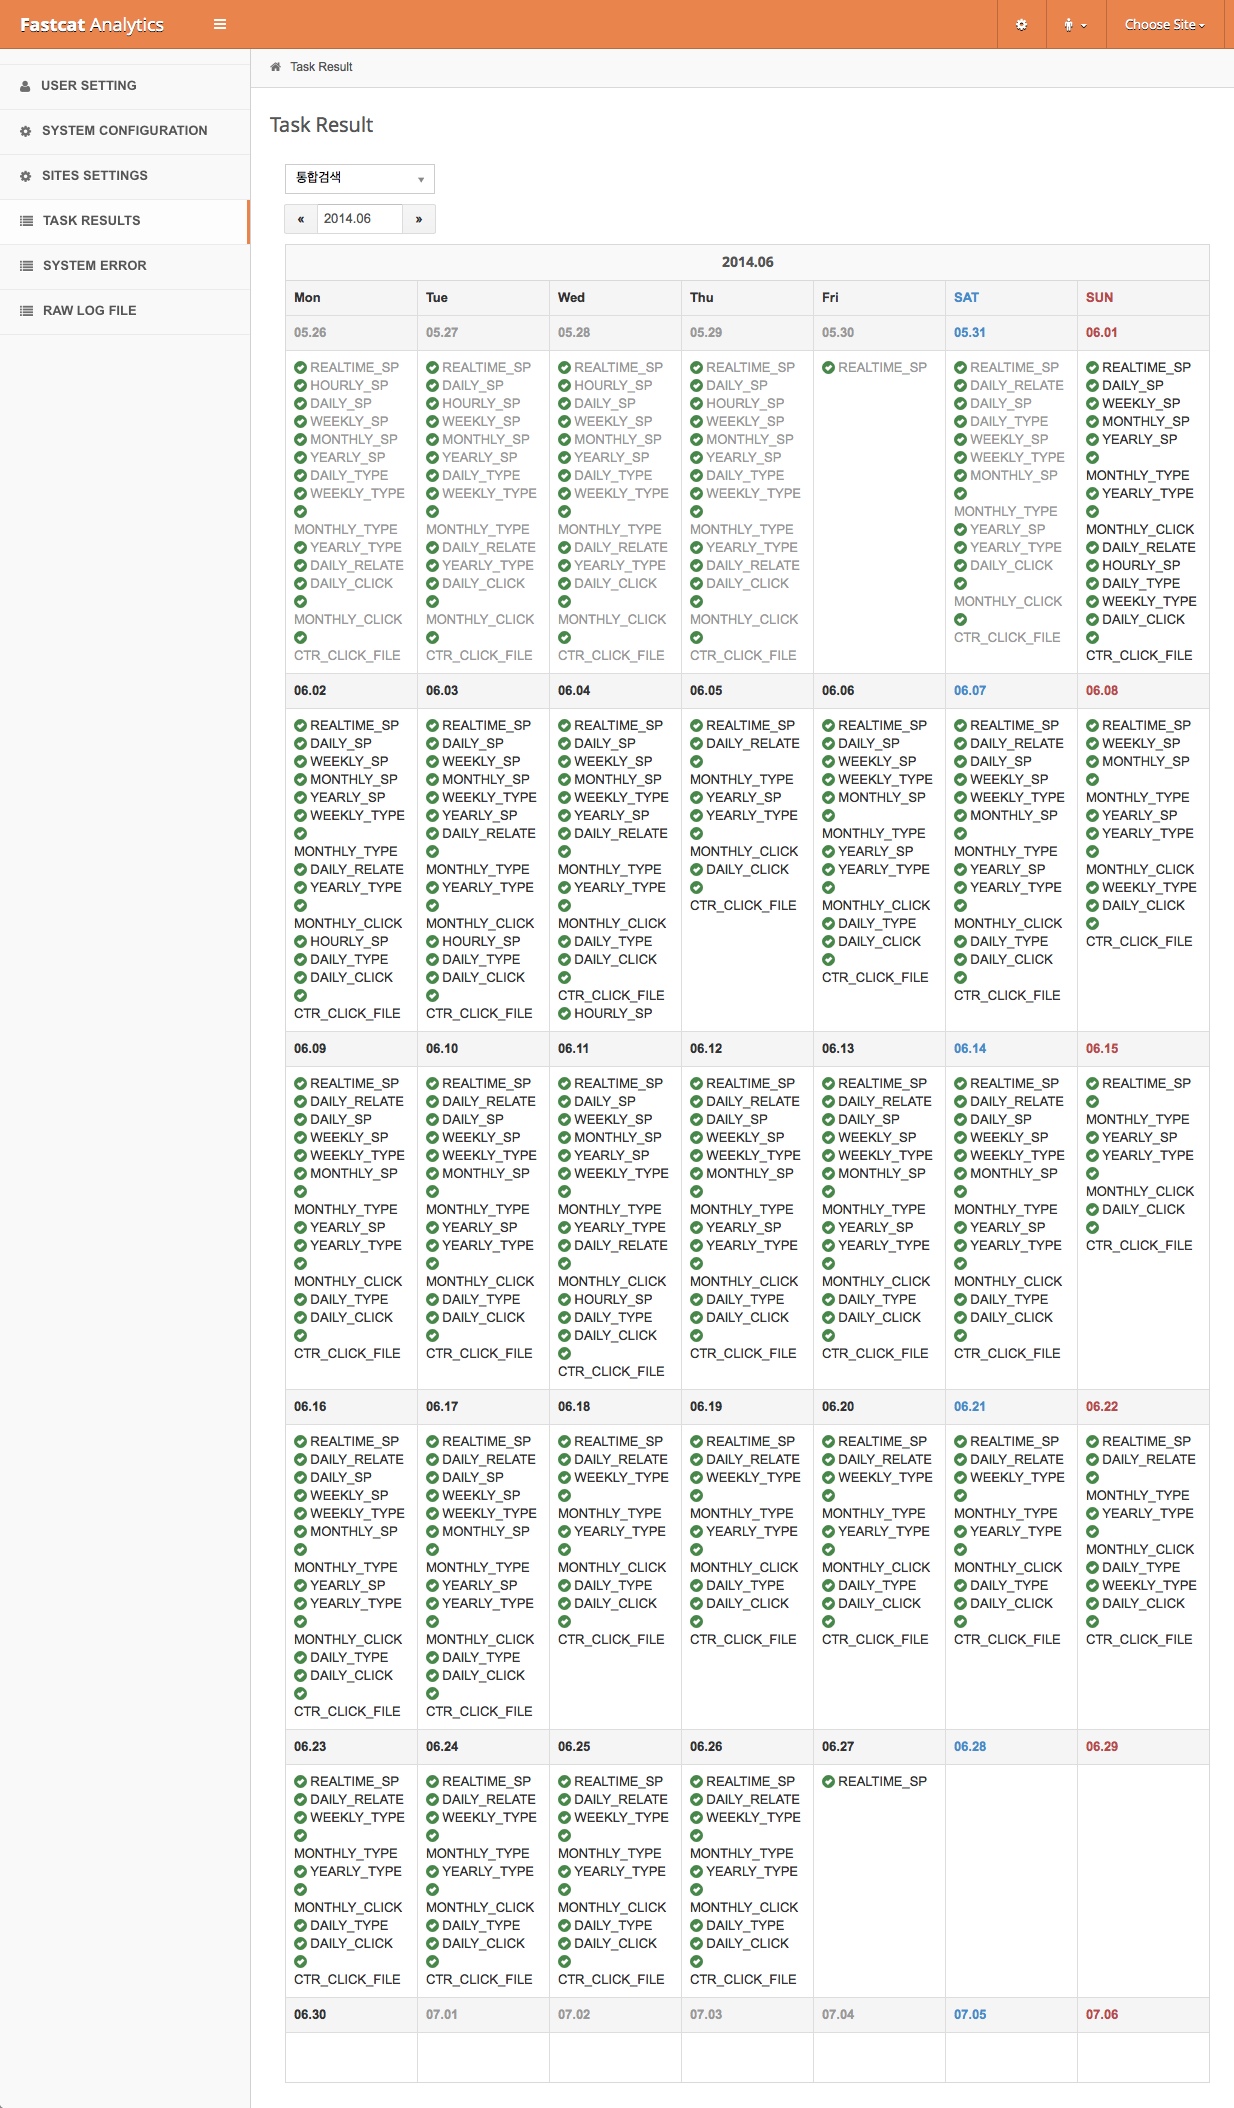 Fastcat Analytics
Choose Site
USER SETTING
SYSTEM CONFIGURATION
SITES SETTINGS
TASK RESULTS
SYSTEM ERROR
RAW LOG FILE
Task Result
Task Result
통합검색
« 2014.06 »
2014.06
Mon Tue Wed Thu Fri SAT SUN
05.26 05.27 05.28 05.29 05.30 05.31 06.01
REALTIME_SP
HOURLY_SP
DAILY_SP
WEEKLY_SP
MONTHLY_SP
YEARLY_SP
DAILY_TYPE
WEEKLY_TYPE
MONTHLY_TYPE
YEARLY_TYPE
DAILY_RELATE
DAILY_CLICK
MONTHLY_CLICK
CTR_CLICK_FILE
REALTIME_SP
DAILY_SP
HOURLY_SP
WEEKLY_SP
MONTHLY_SP
YEARLY_SP
DAILY_TYPE
WEEKLY_TYPE
MONTHLY_TYPE
DAILY_RELATE
YEARLY_TYPE
DAILY_CLICK
MONTHLY_CLICK
CTR_CLICK_FILE
REALTIME_SP
HOURLY_SP
DAILY_SP
WEEKLY_SP
MONTHLY_SP
YEARLY_SP
DAILY_TYPE
WEEKLY_TYPE
MONTHLY_TYPE
DAILY_RELATE
YEARLY_TYPE
DAILY_CLICK
MONTHLY_CLICK
CTR_CLICK_FILE
REALTIME_SP
DAILY_SP
HOURLY_SP
WEEKLY_SP
MONTHLY_SP
YEARLY_SP
DAILY_TYPE
WEEKLY_TYPE
MONTHLY_TYPE
YEARLY_TYPE
DAILY_RELATE
DAILY_CLICK
MONTHLY_CLICK
CTR_CLICK_FILE
REALTIME_SP
REALTIME_SP
DAILY_RELATE
DAILY_SP
DAILY_TYPE
WEEKLY_SP
WEEKLY_TYPE
MONTHLY_SP
MONTHLY_TYPE
YEARLY_SP
YEARLY_TYPE
DAILY_CLICK
MONTHLY_CLICK
CTR_CLICK_FILE
REALTIME_SP
DAILY_SP
WEEKLY_SP
MONTHLY_SP
YEARLY_SP
MONTHLY_TYPE
YEARLY_TYPE
MONTHLY_CLICK
DAILY_RELATE
HOURLY_SP
DAILY_TYPE
WEEKLY_TYPE
DAILY_CLICK
CTR_CLICK_FILE
06.02 06.03 06.04 06.05 06.06 06.07 06.08
REALTIME_SP
DAILY_SP
WEEKLY_SP
MONTHLY_SP
YEARLY_SP
WEEKLY_TYPE
MONTHLY_TYPE
DAILY_RELATE
YEARLY_TYPE
MONTHLY_CLICK
HOURLY_SP
DAILY_TYPE
DAILY_CLICK
CTR_CLICK_FILE
REALTIME_SP
DAILY_SP
WEEKLY_SP
MONTHLY_SP
WEEKLY_TYPE
YEARLY_SP
DAILY_RELATE
MONTHLY_TYPE
YEARLY_TYPE
MONTHLY_CLICK
HOURLY_SP
DAILY_TYPE
DAILY_CLICK
CTR_CLICK_FILE
REALTIME_SP
DAILY_SP
WEEKLY_SP
MONTHLY_SP
WEEKLY_TYPE
YEARLY_SP
DAILY_RELATE
MONTHLY_TYPE
YEARLY_TYPE
MONTHLY_CLICK
DAILY_TYPE
DAILY_CLICK
CTR_CLICK_FILE
HOURLY_SP
REALTIME_SP
DAILY_RELATE
MONTHLY_TYPE
YEARLY_SP
YEARLY_TYPE
MONTHLY_CLICK
DAILY_CLICK
CTR_CLICK_FILE
REALTIME_SP
DAILY_SP
WEEKLY_SP
WEEKLY_TYPE
MONTHLY_SP
MONTHLY_TYPE
YEARLY_SP
YEARLY_TYPE
MONTHLY_CLICK
DAILY_TYPE
DAILY_CLICK
CTR_CLICK_FILE
REALTIME_SP
DAILY_RELATE
DAILY_SP
WEEKLY_SP
WEEKLY_TYPE
MONTHLY_SP
MONTHLY_TYPE
YEARLY_SP
YEARLY_TYPE
MONTHLY_CLICK
DAILY_TYPE
DAILY_CLICK
CTR_CLICK_FILE
REALTIME_SP
WEEKLY_SP
MONTHLY_SP
MONTHLY_TYPE
YEARLY_SP
YEARLY_TYPE
MONTHLY_CLICK
WEEKLY_TYPE
DAILY_CLICK
CTR_CLICK_FILE
06.09 06.10 06.11 06.12 06.13 06.14 06.15
REALTIME_SP
DAILY_RELATE
DAILY_SP
WEEKLY_SP
WEEKLY_TYPE
MONTHLY_SP
MONTHLY_TYPE
YEARLY_SP
YEARLY_TYPE
MONTHLY_CLICK
DAILY_TYPE
DAILY_CLICK
CTR_CLICK_FILE
REALTIME_SP
DAILY_RELATE
DAILY_SP
WEEKLY_SP
WEEKLY_TYPE
MONTHLY_SP
MONTHLY_TYPE
YEARLY_SP
YEARLY_TYPE
MONTHLY_CLICK
DAILY_TYPE
DAILY_CLICK
CTR_CLICK_FILE
REALTIME_SP
DAILY_SP
WEEKLY_SP
MONTHLY_SP
YEARLY_SP
WEEKLY_TYPE
MONTHLY_TYPE
YEARLY_TYPE
DAILY_RELATE
MONTHLY_CLICK
HOURLY_SP
DAILY_TYPE
DAILY_CLICK
CTR_CLICK_FILE
REALTIME_SP
DAILY_RELATE
DAILY_SP
WEEKLY_SP
WEEKLY_TYPE
MONTHLY_SP
MONTHLY_TYPE
YEARLY_SP
YEARLY_TYPE
MONTHLY_CLICK
DAILY_TYPE
DAILY_CLICK
CTR_CLICK_FILE
REALTIME_SP
DAILY_RELATE
DAILY_SP
WEEKLY_SP
WEEKLY_TYPE
MONTHLY_SP
MONTHLY_TYPE
YEARLY_SP
YEARLY_TYPE
MONTHLY_CLICK
DAILY_TYPE
DAILY_CLICK
CTR_CLICK_FILE
REALTIME_SP
DAILY_RELATE
DAILY_SP
WEEKLY_SP
WEEKLY_TYPE
MONTHLY_SP
MONTHLY_TYPE
YEARLY_SP
YEARLY_TYPE
MONTHLY_CLICK
DAILY_TYPE
DAILY_CLICK
CTR_CLICK_FILE
REALTIME_SP
MONTHLY_TYPE
YEARLY_SP
YEARLY_TYPE
MONTHLY_CLICK
DAILY_CLICK
CTR_CLICK_FILE
06.16 06.17 06.18 06.19 06.20 06.21 06.22
REALTIME_SP
DAILY_RELATE
DAILY_SP
WEEKLY_SP
WEEKLY_TYPE
MONTHLY_SP
MONTHLY_TYPE
YEARLY_SP
YEARLY_TYPE
MONTHLY_CLICK
DAILY_TYPE
DAILY_CLICK
CTR_CLICK_FILE
REALTIME_SP
DAILY_RELATE
DAILY_SP
WEEKLY_SP
WEEKLY_TYPE
MONTHLY_SP
MONTHLY_TYPE
YEARLY_SP
YEARLY_TYPE
MONTHLY_CLICK
DAILY_TYPE
DAILY_CLICK
CTR_CLICK_FILE
REALTIME_SP
DAILY_RELATE
WEEKLY_TYPE
MONTHLY_TYPE
YEARLY_TYPE
MONTHLY_CLICK
DAILY_TYPE
DAILY_CLICK
CTR_CLICK_FILE
REALTIME_SP
DAILY_RELATE
WEEKLY_TYPE
MONTHLY_TYPE
YEARLY_TYPE
MONTHLY_CLICK
DAILY_TYPE
DAILY_CLICK
CTR_CLICK_FILE
REALTIME_SP
DAILY_RELATE
WEEKLY_TYPE
MONTHLY_TYPE
YEARLY_TYPE
MONTHLY_CLICK
DAILY_TYPE
DAILY_CLICK
CTR_CLICK_FILE
REALTIME_SP
DAILY_RELATE
WEEKLY_TYPE
MONTHLY_TYPE
YEARLY_TYPE
MONTHLY_CLICK
DAILY_TYPE
DAILY_CLICK
CTR_CLICK_FILE
REALTIME_SP
DAILY_RELATE
MONTHLY_TYPE
YEARLY_TYPE
MONTHLY_CLICK
DAILY_TYPE
WEEKLY_TYPE
DAILY_CLICK
CTR_CLICK_FILE
06.23 06.24 06.25 06.26 06.27 06.28 06.29
REALTIME_SP
DAILY_RELATE
WEEKLY_TYPE
MONTHLY_TYPE
YEARLY_TYPE
MONTHLY_CLICK
DAILY_TYPE
DAILY_CLICK
CTR_CLICK_FILE
REALTIME_SP
DAILY_RELATE
WEEKLY_TYPE
MONTHLY_TYPE
YEARLY_TYPE
MONTHLY_CLICK
DAILY_TYPE
DAILY_CLICK
CTR_CLICK_FILE
REALTIME_SP
DAILY_RELATE
WEEKLY_TYPE
MONTHLY_TYPE
YEARLY_TYPE
MONTHLY_CLICK
DAILY_TYPE
DAILY_CLICK
CTR_CLICK_FILE
REALTIME_SP
DAILY_RELATE
WEEKLY_TYPE
MONTHLY_TYPE
YEARLY_TYPE
MONTHLY_CLICK
DAILY_TYPE
DAILY_CLICK
CTR_CLICK_FILE
REALTIME_SP
06.30 07.01 07.02 07.03 07.04 07.05 07.06